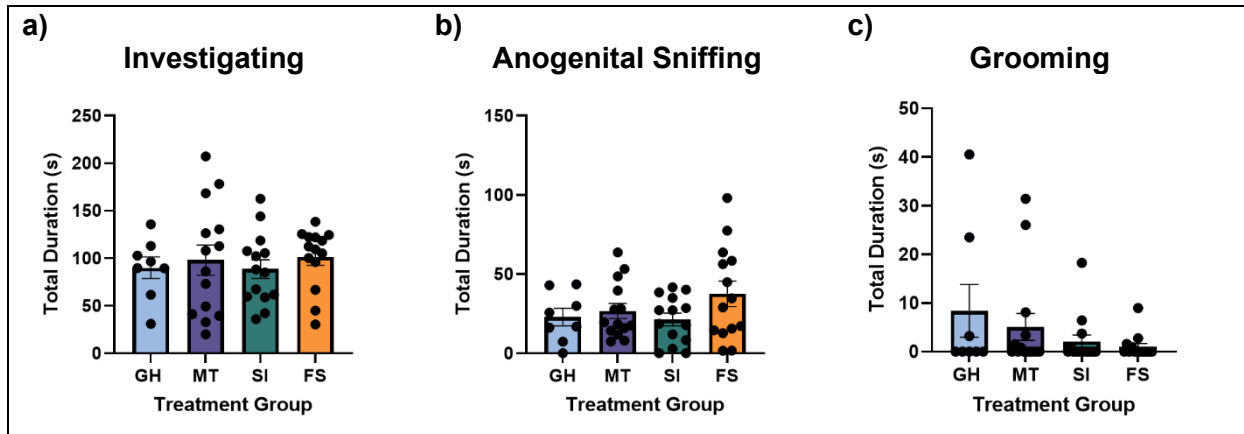 a)
Investigating
250
200
150
100
50
0
Total Duration (s)
GH MT SI FS
Treatment Group
b)
Anogenital Sniffing
150
100
50
0
Total Duration (s)
GH MT SI FS
Treatment Group
c)
Grooming
50
40
30
20
10
0
Total Duration (s)
GH MT SI FS
Treatment Group